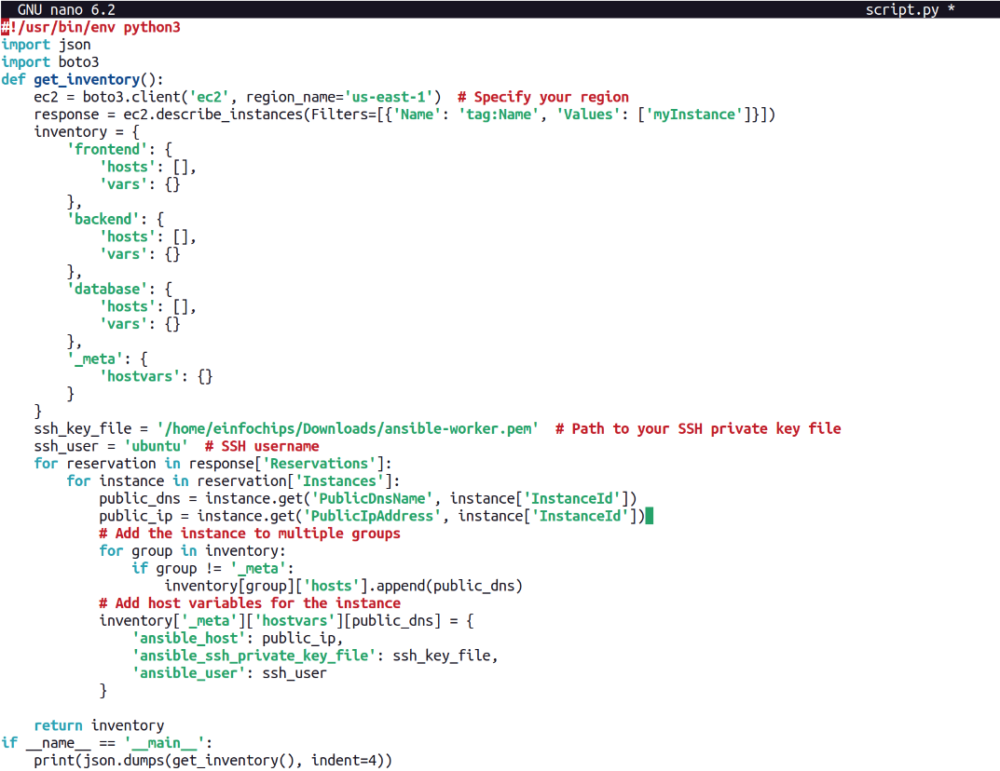 GNU nano 6.2 script.py *
#!/usr/bin/env python3
import json
import boto3
def get_inventory():
    ec2 = boto3.client('ec2', region_name='us-east-1')  # Specify your region
    response = ec2.describe_instances(Filters=[{'Name': 'tag:Name', 'Values': ['myInstance']}])
    inventory = {
        'frontend': {
            'hosts': [],
            'vars': {}
        },
        'backend': {
            'hosts': [],
            'vars': {}
        },
        'database': {
            'hosts': [],
            'vars': {}
        },
        '_meta': {
            'hostvars': {}
        }
    }
    ssh_key_file = '/home/einfochips/Downloads/ansible-worker.pem'  # Path to your SSH private key file
    ssh_user = 'ubuntu'  # SSH username
    for reservation in response['Reservations']:
        for instance in reservation['Instances']:
            public_dns = instance.get('PublicDnsName', instance['InstanceId'])
            public_ip = instance.get('PublicIpAddress', instance['InstanceId'])
            # Add the instance to multiple groups
            for group in inventory:
                if group != '_meta':
                    inventory[group]['hosts'].append(public_dns)
            # Add host variables for the instance
            inventory['_meta']['hostvars'][public_dns] = {
                'ansible_host': public_ip,
                'ansible_ssh_private_key_file': ssh_key_file,
                'ansible_user': ssh_user
            }
    return inventory
if __name__ == '__main__':
    print(json.dumps(get_inventory(), indent=4))